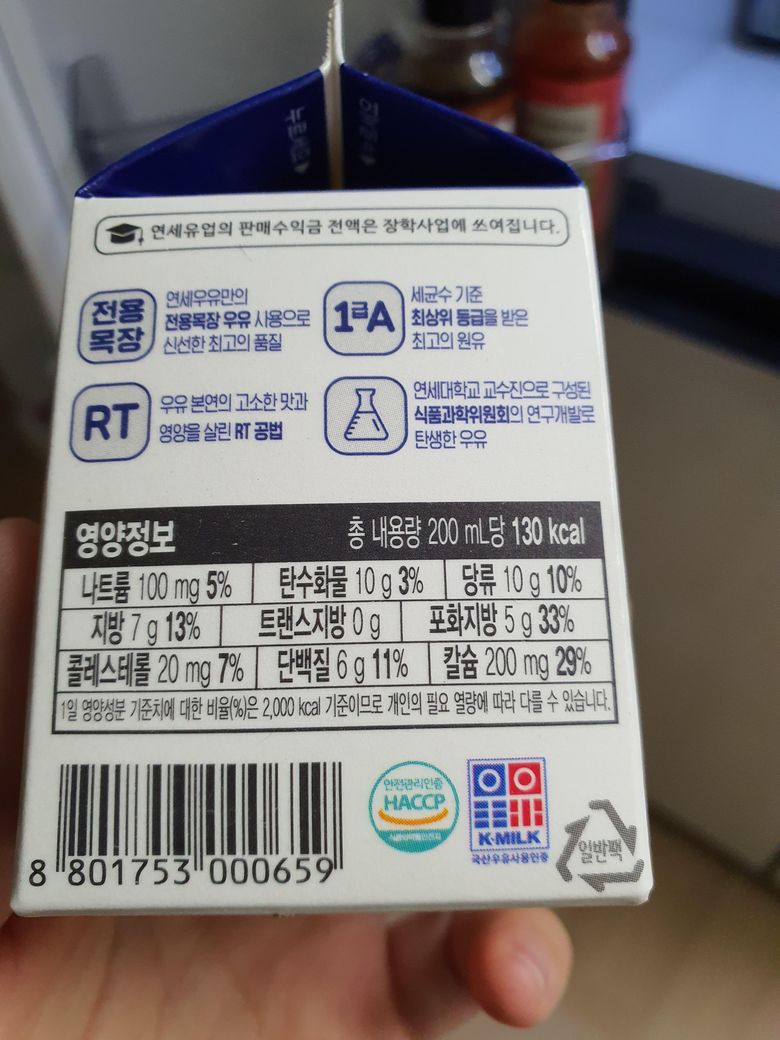 연세유업의 판매수익금 전액은 장학사업에 쓰여집니다.
전용
목장
연세우유만의
전용목장 우유 사용으로
신선한 최고의 품질
1급A
세균수 기준
최상위 등급을 받은
최고의 원유
RT
우유 본연의 고소한 맛과
영양을 살린 RT 공법
연세대학교 교수진으로 구성된
식품과학위원회의 연구개발로
탄생한 우유
영양정보
총 내용량 200 mL당 130 kcal
나트륨 100 mg 5% 탄수화물 10 g 3% 당류 10 g 10%
지방 7 g 13% 트랜스지방 0 g 포화지방 5 g 33%
콜레스테롤 20 mg 7% 단백질 6 g 11% 칼슘 200 mg 29%
1일 영양성분 기준치에 대한 비율(%)은 2,000 kcal 기준이므로 개인의 필요 열량에 따라 다를 수 있습니다.
8 801753 000659
안전관리인증
HACCP
식품의약품안전처
K-MILK
국산우유사용인증
일반팩